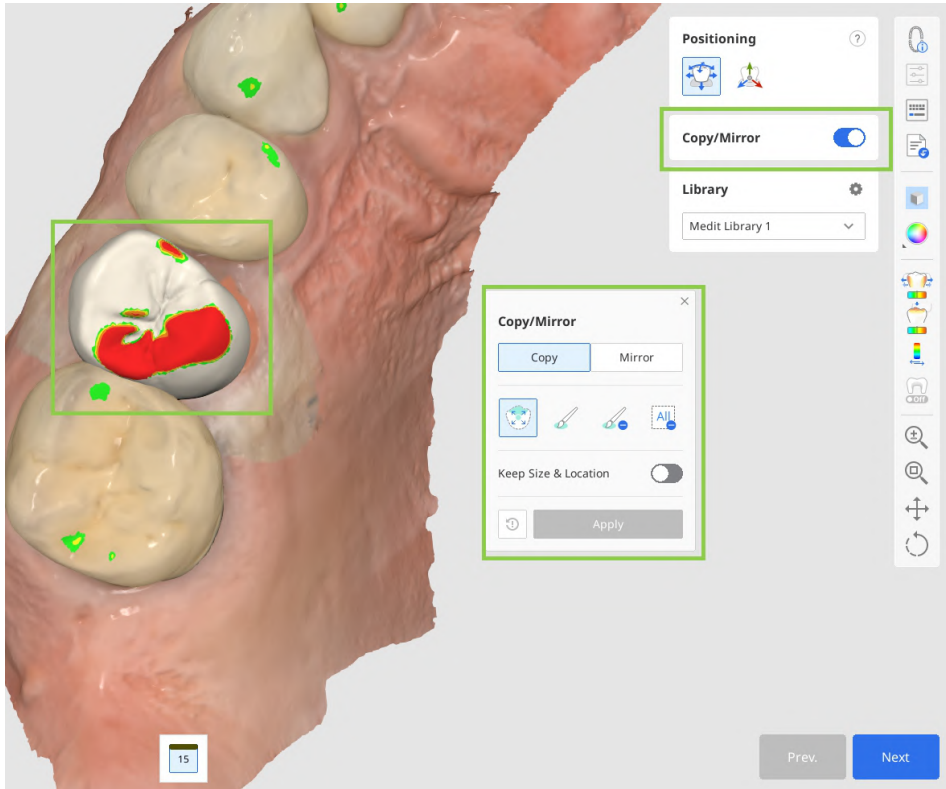 Positioning
?
Copy/Mirror
Library
Medit Library 1
Copy/Mirror
Copy Mirror
All
Keep Size & Location
Apply
Off
15
Prev. Next